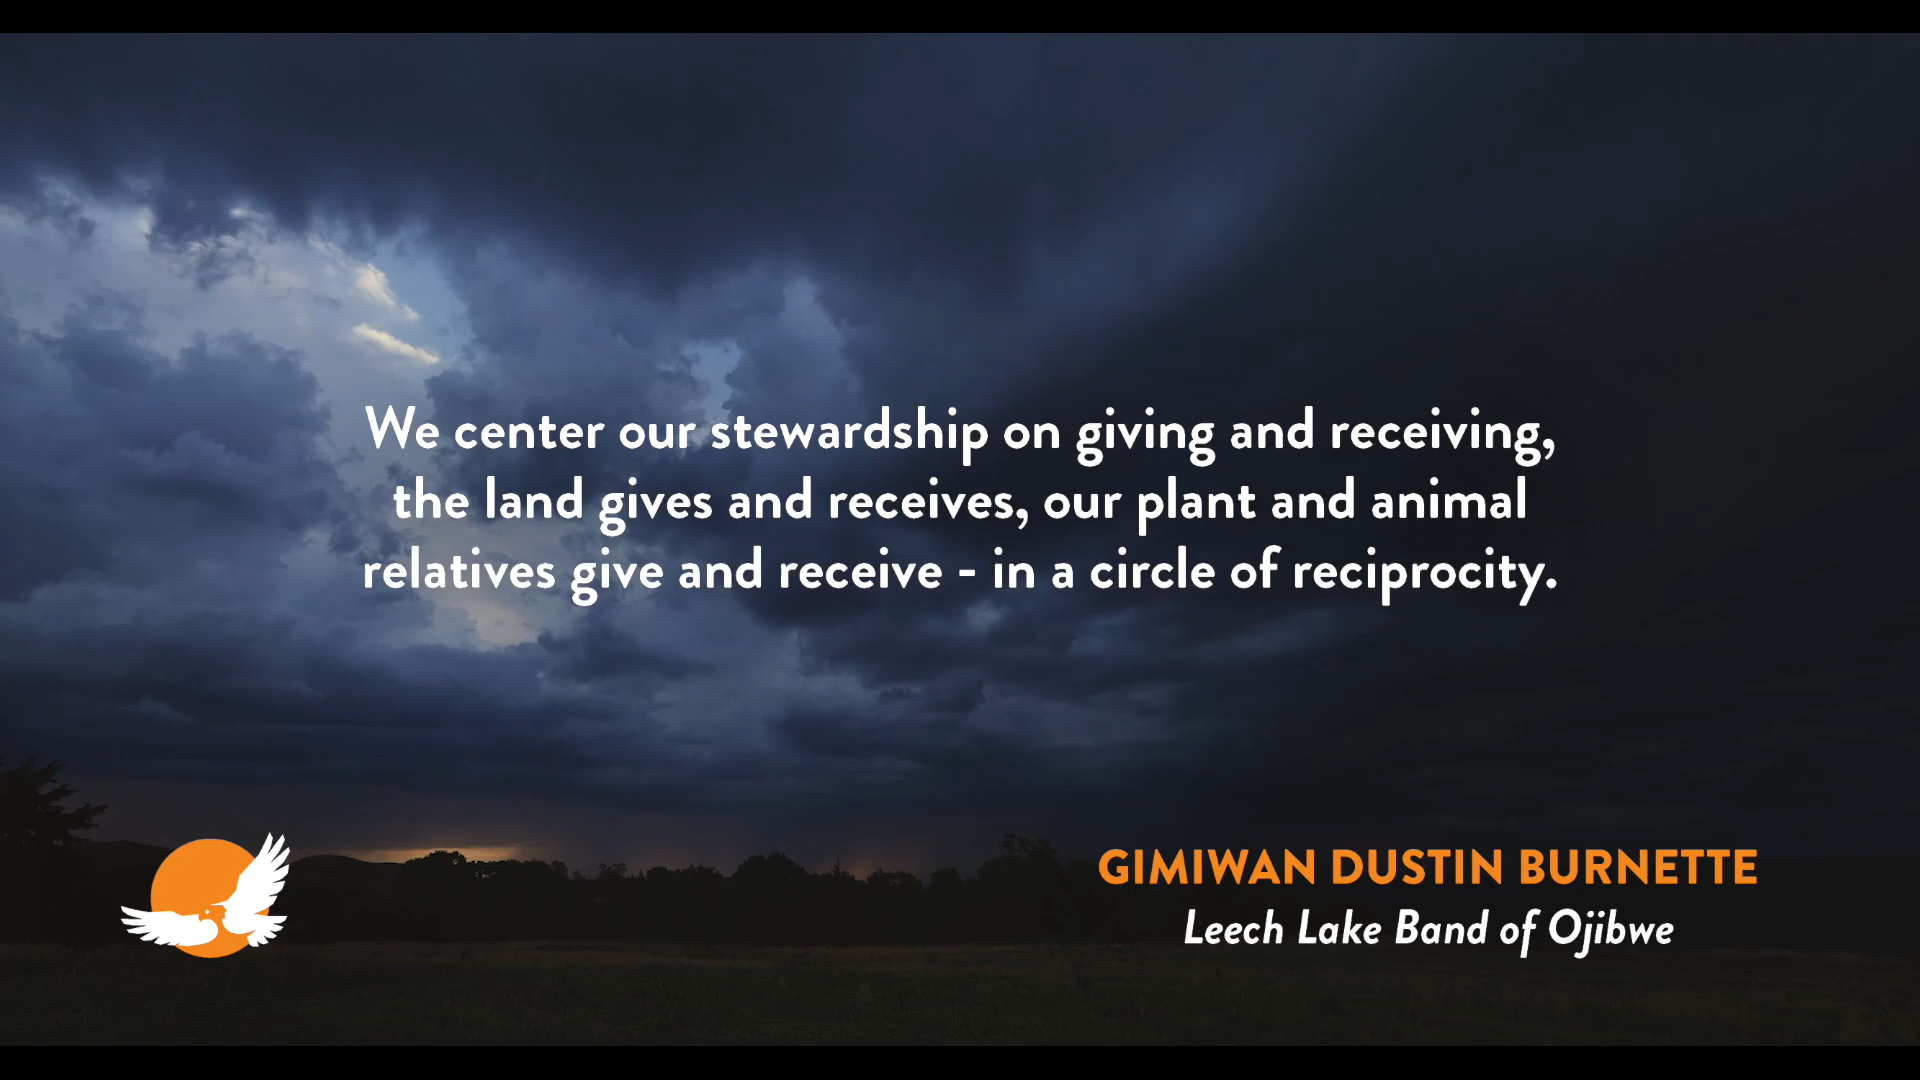 We center our stewardship on giving and receiving,
the land gives and receives, our plant and animal
relatives give and receive - in a circle of reciprocity.
GIMIWAN DUSTIN BURNETTE
Leech Lake Band of Ojibwe